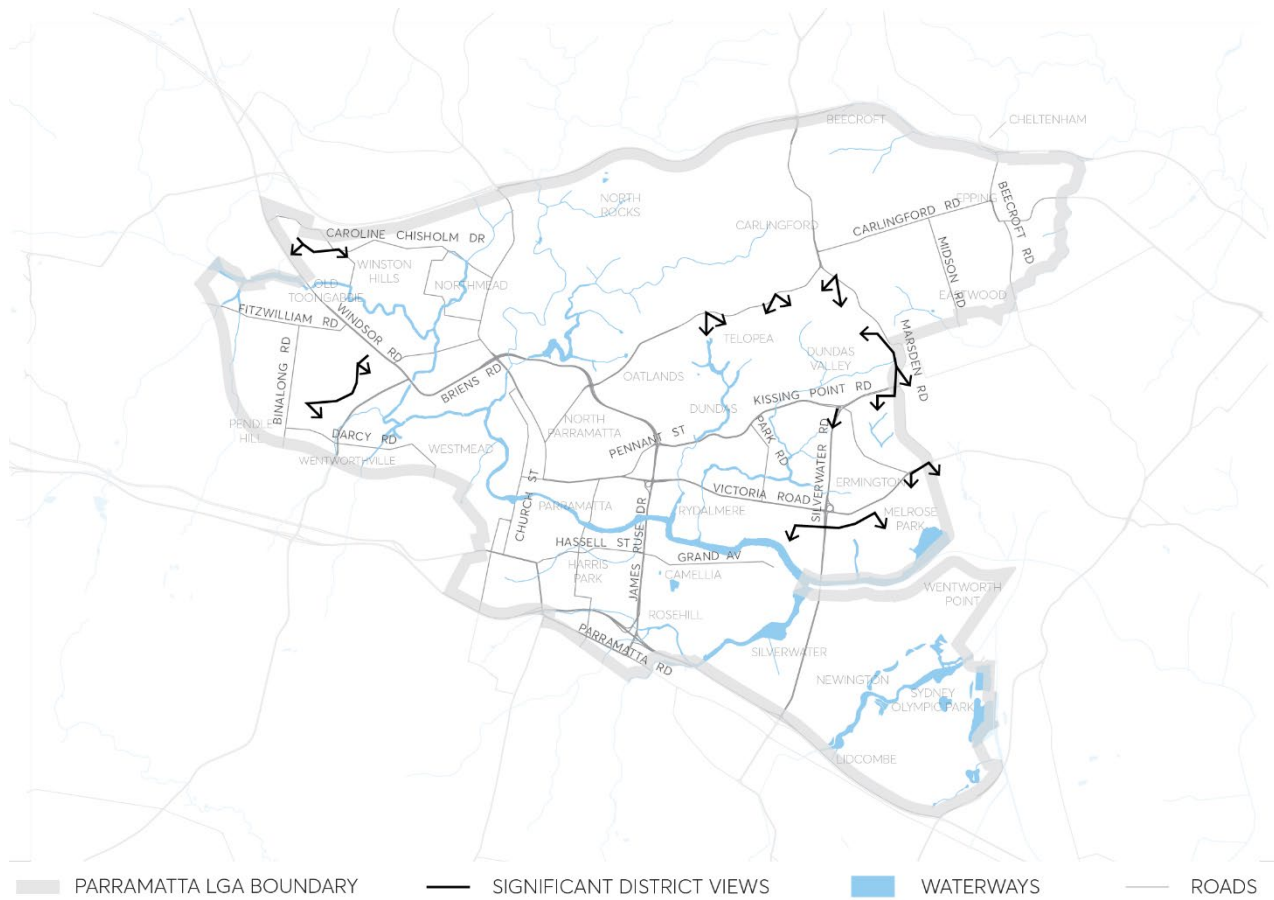 BEECROFT
CHELTENHAM
NORTH
ROCKS
EPPING
BEECROFT RD
CARLINGFORD
CARLINGFORD RD
CAROLINE CHISHOLM DR
MIDSON RD
WINSTON
HILLS
OLD
TOONGABBIE
NORTHMEAD
EASTWOOD
FITZWILLIAM RD
WINDSOR RD
MARSDEN RD
TELOPEA
DUNDAS
VALLEY
BINALONG RD
BRIENS RD
OATLANDS
KISSING POINT RD
DUNDAS
PENDLE
HILL
DARCY RD
NORTH
PARRAMATTA
PENNANT ST
PARK RD
SILVERWATER RD
WENTWORTHVILLE
WESTMEAD
CHURCH ST
ERMINGTON
VICTORIA ROAD
PARRAMATTA
RYDALMERE
MELROSE
PARK
JAMES RUSE DR
HASSELL ST
GRAND AV
HARRIS
PARK
CAMELLIA
WENTWORTH
POINT
ROSEHILL
PARRAMATTA RD
SILVERWATER
NEWINGTON
SYDNEY
OLYMPIC PARK
LIDCOMBE
PARRAMATTA LGA BOUNDARY
SIGNIFICANT DISTRICT VIEWS
WATERWAYS
ROADS